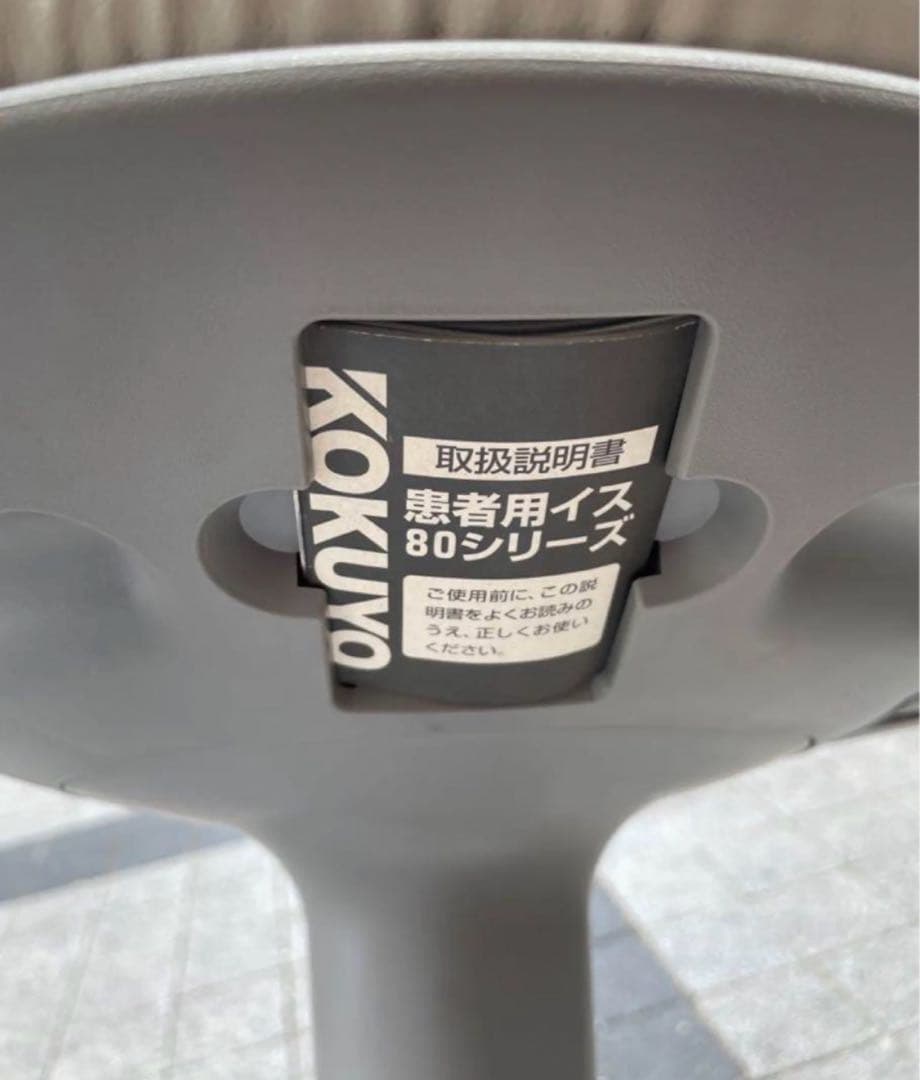 KOKUYO
取扱説明書
患者用イス
80シリーズ
ご使用前に、この説
明書をよくお読みの
うえ、正しくお使い
ください。